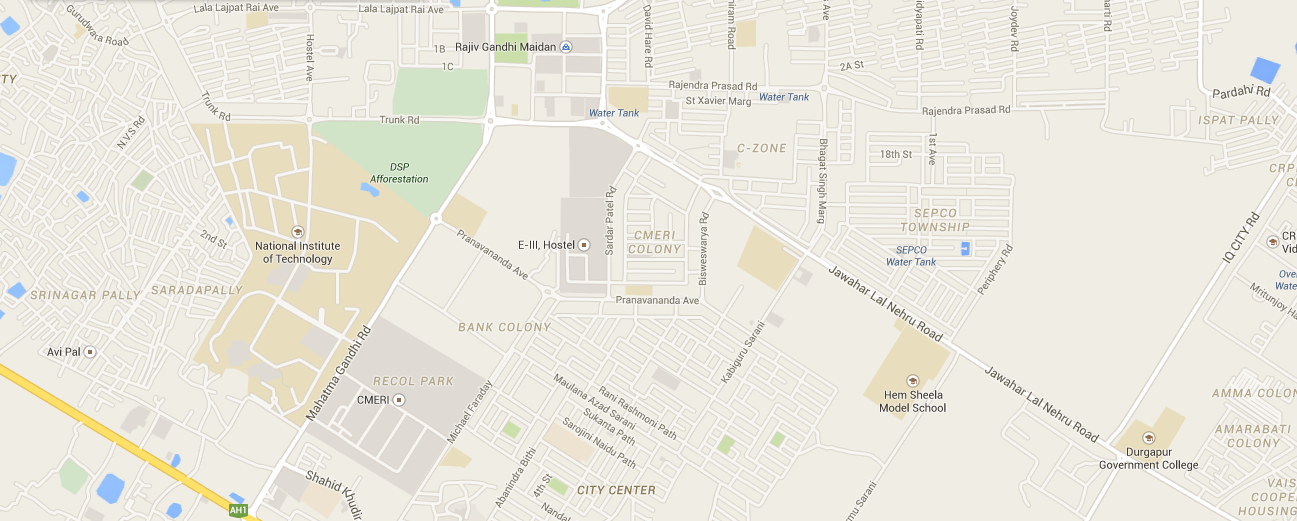 Lala Lajpat Rai Ave
Lala Lajpat Rai Ave
Gurudwara Road
Hostel Ave
1B
1C
Rajiv Gandhi Maidan
David Hare Rd
Joydev Rd
2A St
Rajendra Prasad Rd
St Xavier Marg
Water Tank
Water Tank
Rajendra Prasad Rd
Pardahi Rd
ISPAT PALLY
Trunk Rd
Trunk Rd
N.V.S Rd
DSP
Afforestation
C-ZONE
Bhagat Singh Marg
18th St
1st Ave
2nd St
National Institute
of Technology
E-III, Hostel
Sardar Patel Rd
CMERI
COLONY
Bisweswarya Rd
SEPCO
TOWNSHIP
SEPCO
Water Tank
Periphery Rd
IQ CITY Rd
Pranavananda Ave
Pranavananda Ave
SRINAGAR PALLY
SARADAPALLY
Jawahar Lal Nehru Road
BANK COLONY
Avi Pal
Mahatma Gandhi Rd
RECOL PARK
CMERI
Michael Faraday
Kabiguru Sarani
Maulana Azad Sarani
Rani Rashmoni Path
Sukanta Path
Sarojini Naidu Path
Hem Sheela
Model School
Jawahar Lal Nehru Road
AMARABATI
COLONY
Durgapur
Government College
Abanindra Bithi
4th St
CITY CENTER
AH1